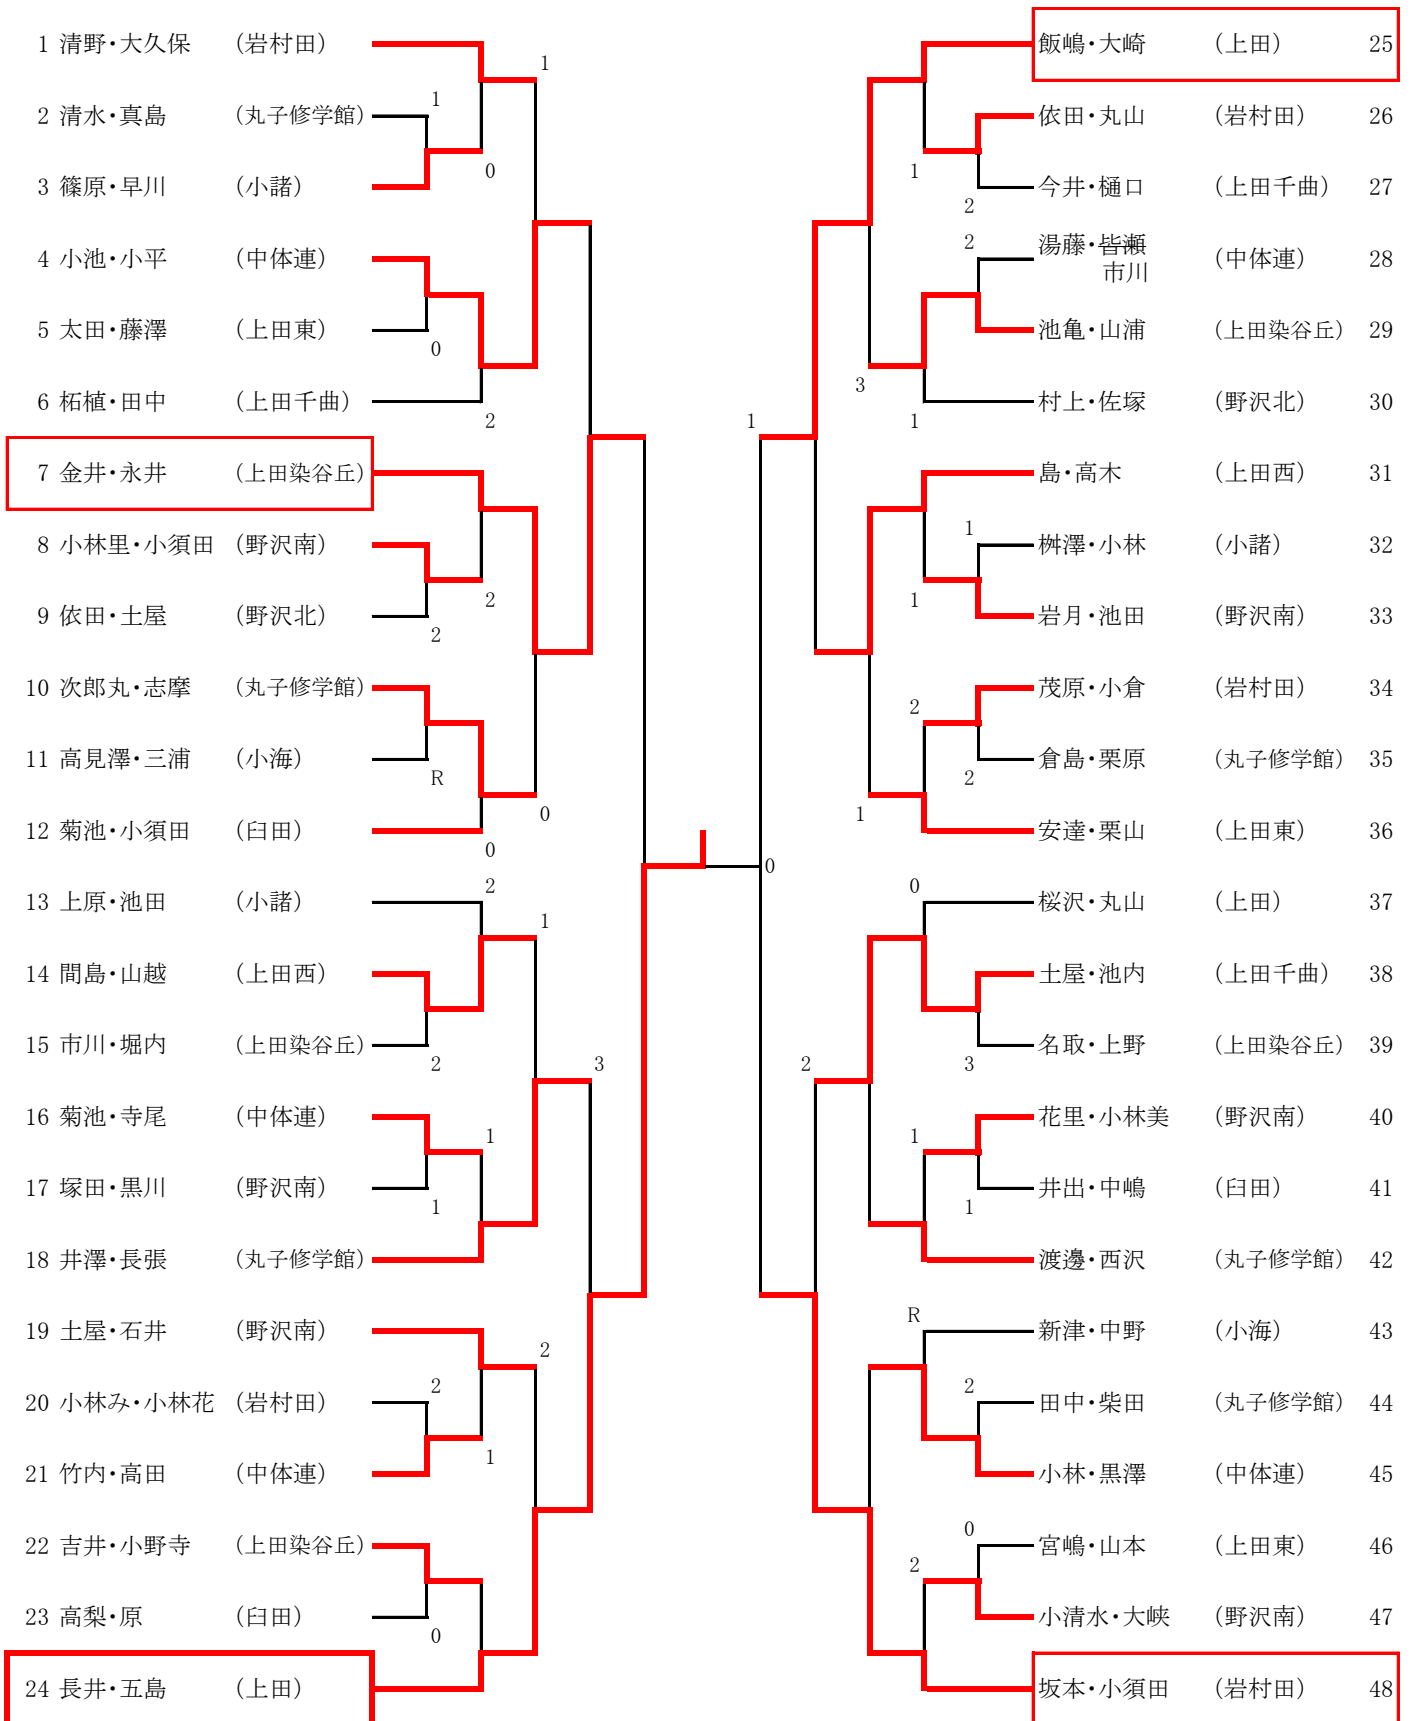 1 清野・大久保 (岩村田)
2 清水・真島 (丸子修学館)
3 篠原・早川 (小諸)
4 小池・小平 (中体連)
5 太田・藤澤 (上田東)
6 柘植・田中 (上田千曲)
7 金井・永井 (上田染谷丘)
8 小林里・小須田 (野沢南)
9 依田・土屋 (野沢北)
10 次郎丸・志摩 (丸子修学館)
11 高見澤・三浦 (小海)
12 菊池・小須田 (臼田)
13 上原・池田 (小諸)
14 間島・山越 (上田西)
15 市川・堀内 (上田染谷丘)
16 菊池・寺尾 (中体連)
17 塚田・黒川 (野沢南)
18 井澤・長張 (丸子修学館)
19 土屋・石井 (野沢南)
20 小林み・小林花 (岩村田)
21 竹内・高田 (中体連)
22 吉井・小野寺 (上田染谷丘)
23 高梨・原 (臼田)
24 長井・五島 (上田)
1
1
0
0
2
2
2
R
0
0
2
1
2
3
1
1
2
2
1
0
0
1
1
2
2
3
1
1
1
2
2
1
0
2
3
1
1
R
2
0
2
飯嶋・大崎 (上田) 25
依田・丸山 (岩村田) 26
今井・樋口 (上田千曲) 27
湯藤・皆瀬 (中体連) 28
市川
池亀・山浦 (上田染谷丘) 29
村上・佐塚 (野沢北) 30
島・高木 (上田西) 31
桝澤・小林 (小諸) 32
岩月・池田 (野沢南) 33
茂原・小倉 (岩村田) 34
倉島・栗原 (丸子修学館) 35
安達・栗山 (上田東) 36
桜沢・丸山 (上田) 37
土屋・池内 (上田千曲) 38
名取・上野 (上田染谷丘) 39
花里・小林美 (野沢南) 40
井出・中嶋 (臼田) 41
渡邊・西沢 (丸子修学館) 42
新津・中野 (小海) 43
田中・柴田 (丸子修学館) 44
小林・黒澤 (中体連) 45
宮嶋・山本 (上田東) 46
小清水・大峡 (野沢南) 47
坂本・小須田 (岩村田) 48